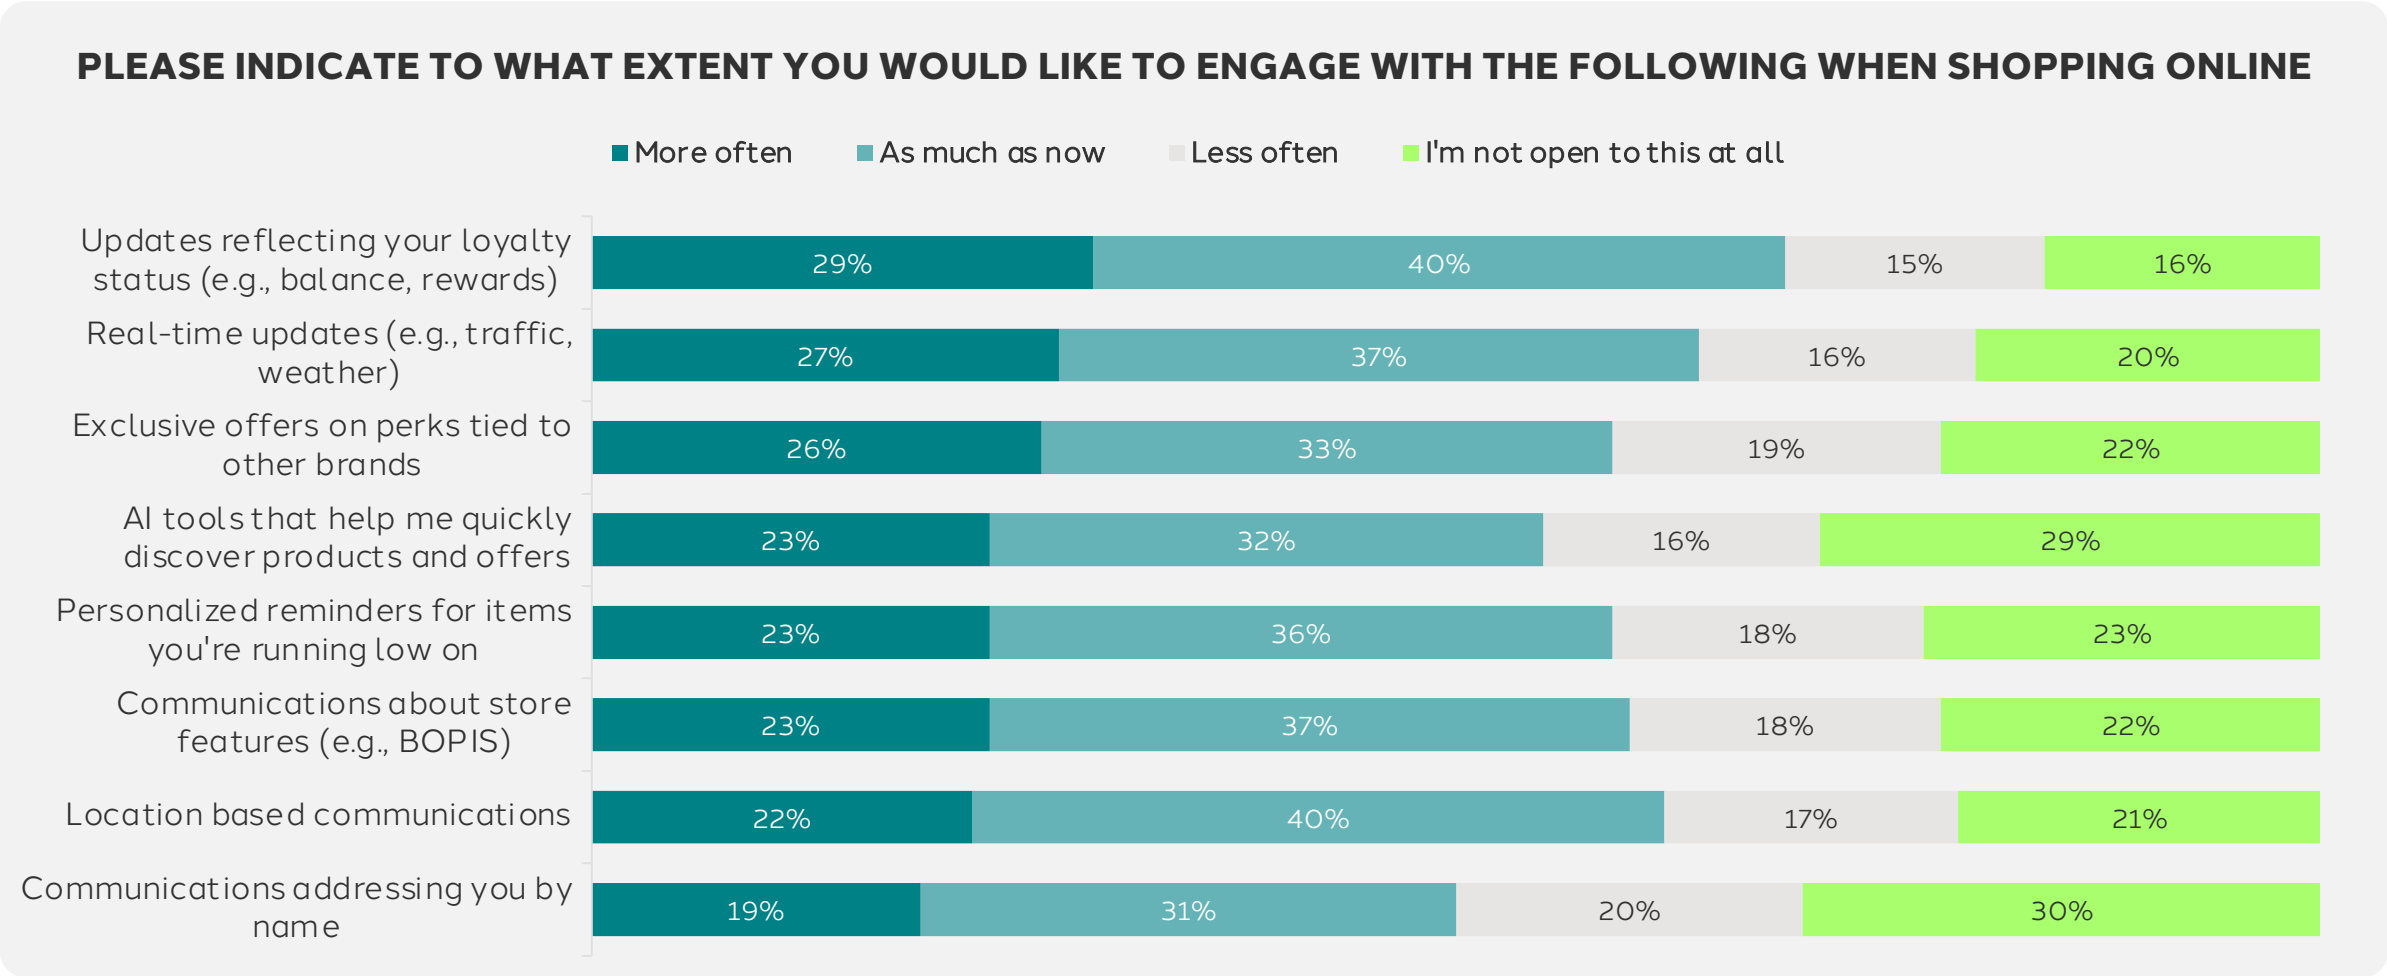 PLEASE INDICATE TO WHAT EXTENT YOU WOULD LIKE TO ENGAGE WITH THE FOLLOWING WHEN SHOPPING ONLINE
More often As much as now Less often I'm not open to this at all
Updates reflecting your loyalty
status (e.g., balance, rewards)
29% 40% 15% 16%
Real-time updates (e.g., traffic,
weather)
27% 37% 16% 20%
Exclusive offers on perks tied to
other brands
26% 33% 19% 22%
AI tools that help me quickly
discover products and offers
23% 32% 16% 29%
Personalized reminders for items
you're running low on
23% 36% 18% 23%
Communications about store
features (e.g., BOPIS)
23% 37% 18% 22%
Location based communications
22% 40% 17% 21%
Communications addressing you by
name
19% 31% 20% 30%